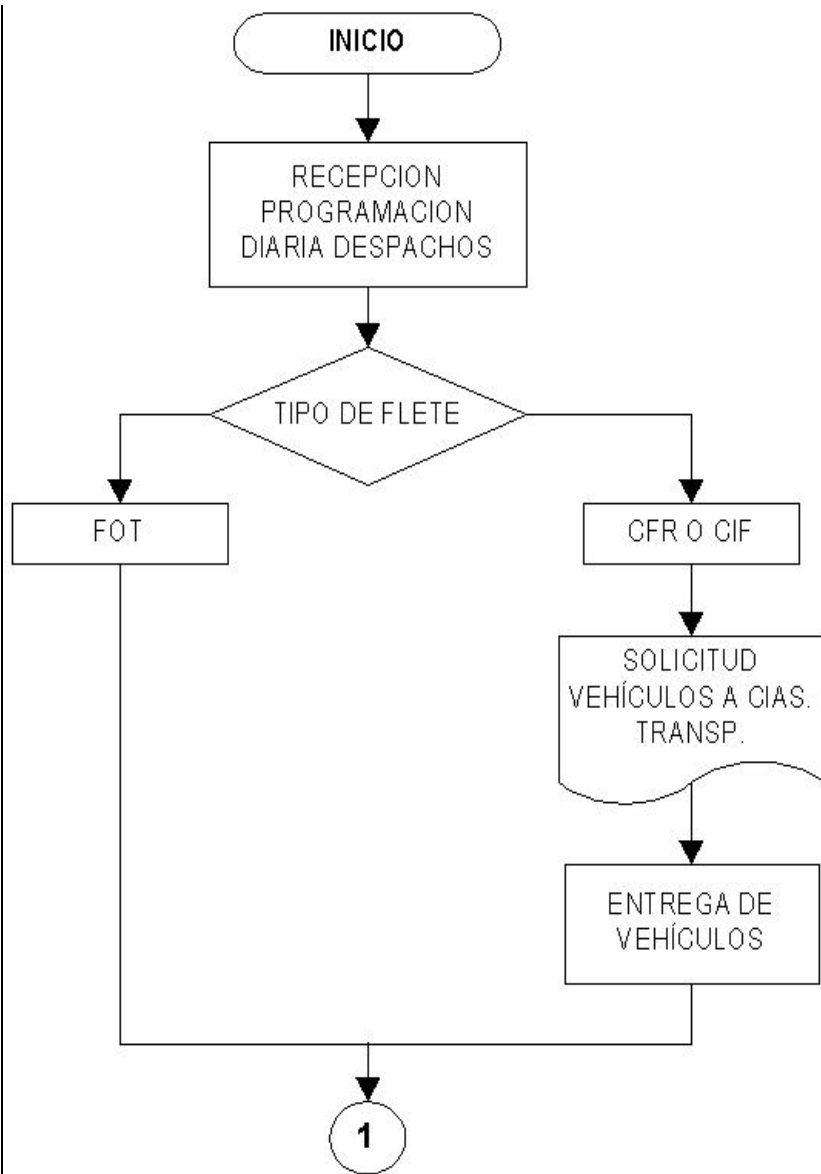 INICIO
RECEPCION
PROGRAMACION
DIARIA DESPACHOS
TIPO DE FLETE
FOT
CFR O CIF
SOLICITUD
VEHÍCULOS A CIAS.
TRANSP.
ENTREGA DE
VEHÍCULOS
1